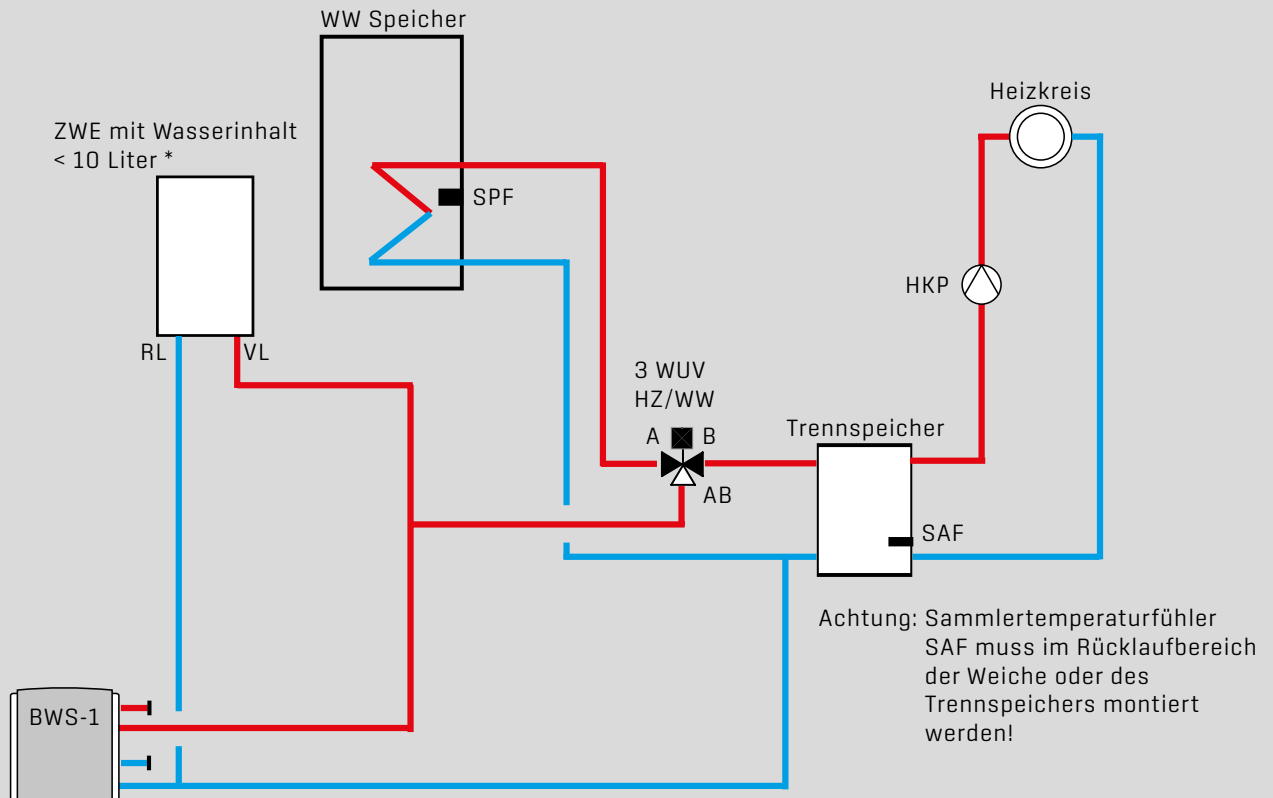 WW Speicher
Heizkreis
ZWE mit Wasserinhalt
< 10 Liter *
SPF
HKP
RL
VL
3 WUV
HZ/WW
A
B
AB
Trennspeicher
SAF
Achtung: Sammlertemperaturfühler
SAF muss im Rücklaufbereich
der Weiche oder des
Trennspeichers montiert
werden!
BWS-1